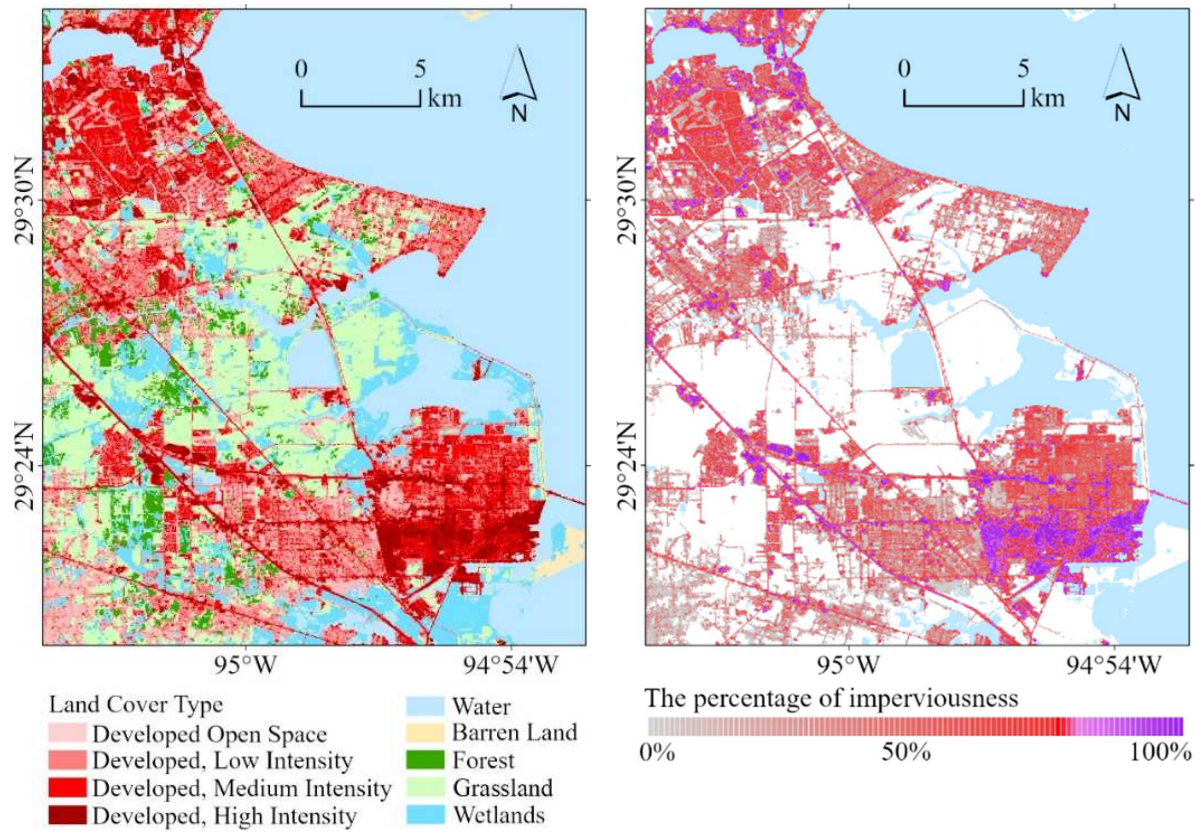 0 5
km
N
29°30'N
29°24'N
95°W 94°54'W
0 5
km
N
29°30'N
29°24'N
95°W 94°54'W
Land Cover Type
Developed Open Space
Developed, Low Intensity
Developed, Medium Intensity
Developed, High Intensity
Water
Barren Land
Forest
Grassland
Wetlands
The percentage of imperviousness
0% 50% 100%